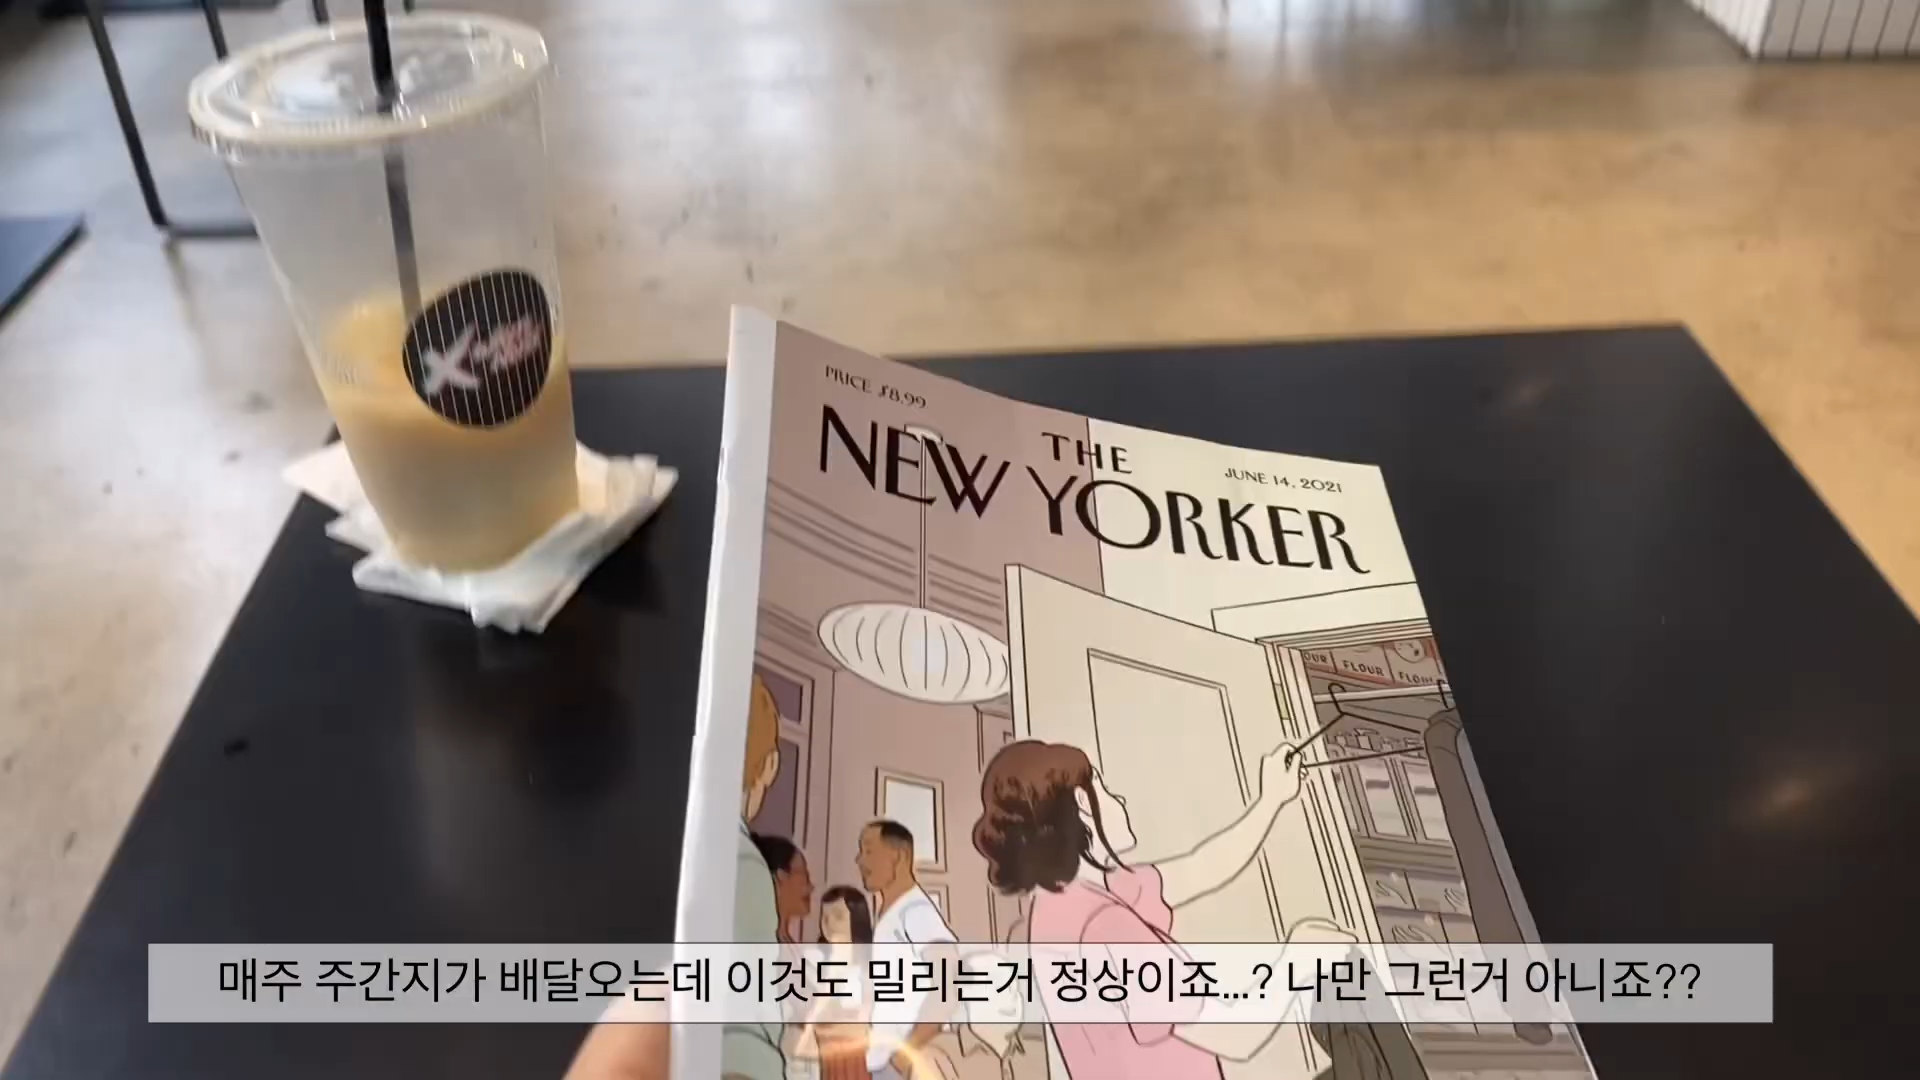 PRICE $8.99
THE
JUNE 14, 2021
NEW YORKER
OUR FLOUR FLOU
X
매주 주간지가 배달오는데 이것도 밀리는거 정상이죠...? 나만 그런거 아니죠??